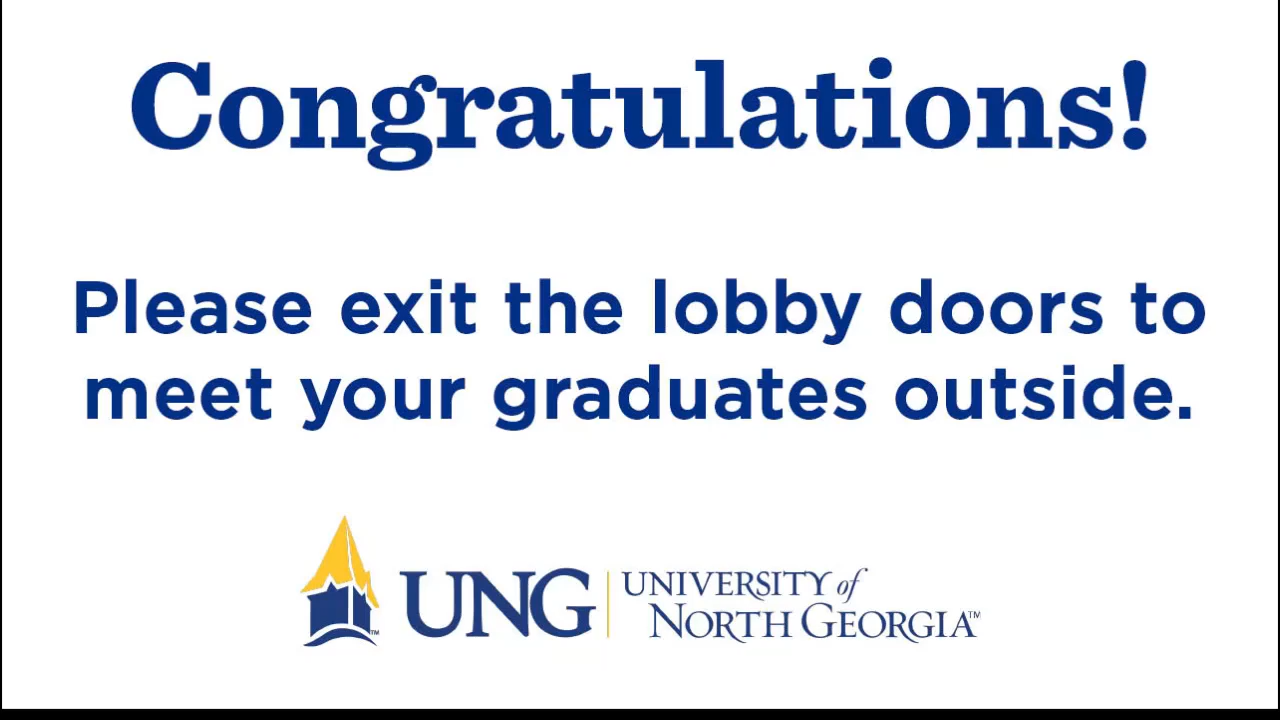 Congratulations!
Please exit the lobby doors to
meet your graduates outside.
UNG UNIVERSITY of
NORTH GEORGIA™